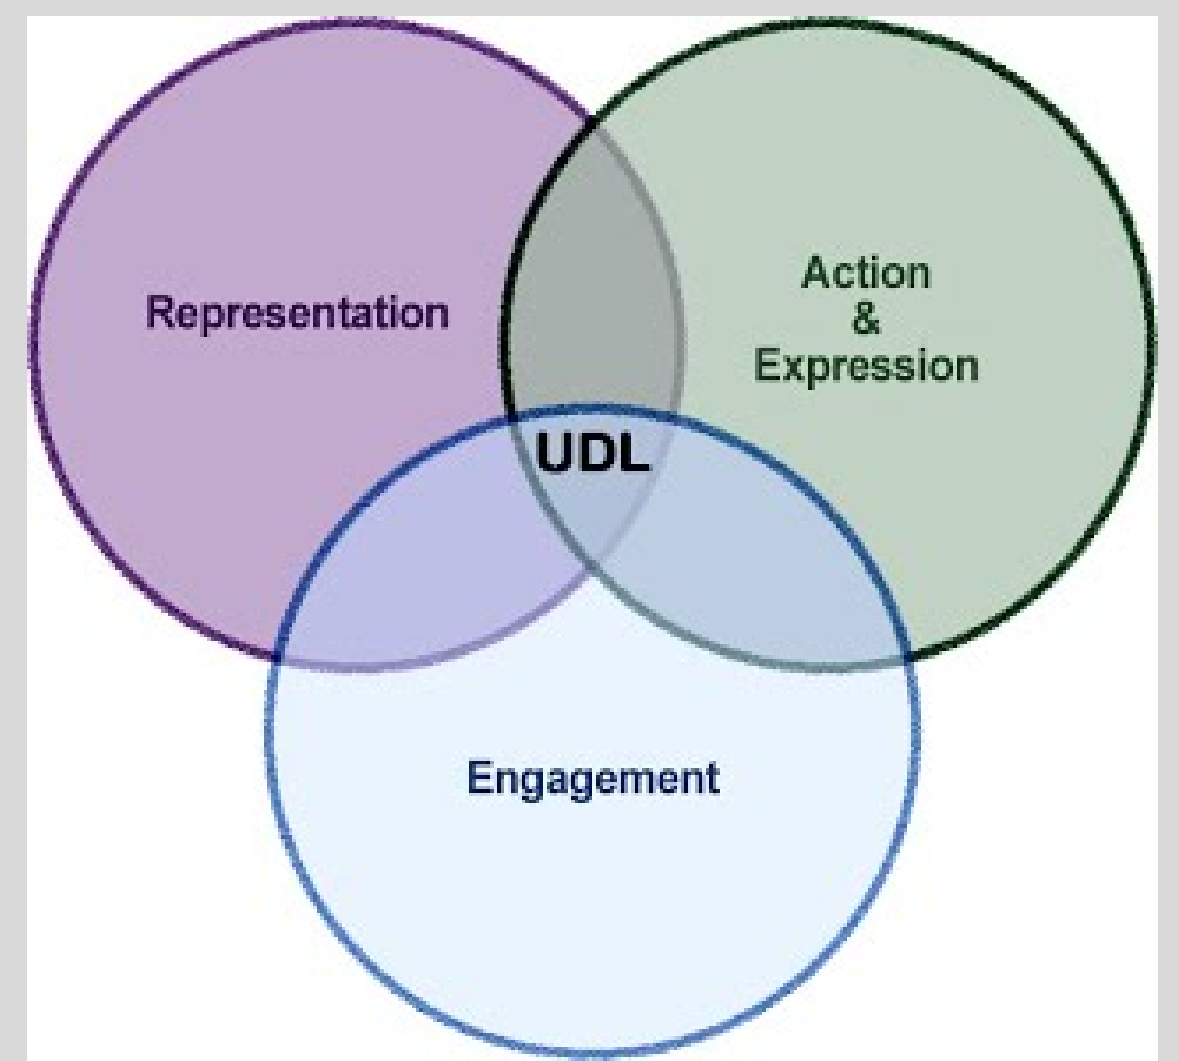 Representation
Action
&
Expression
UDL
Engagement